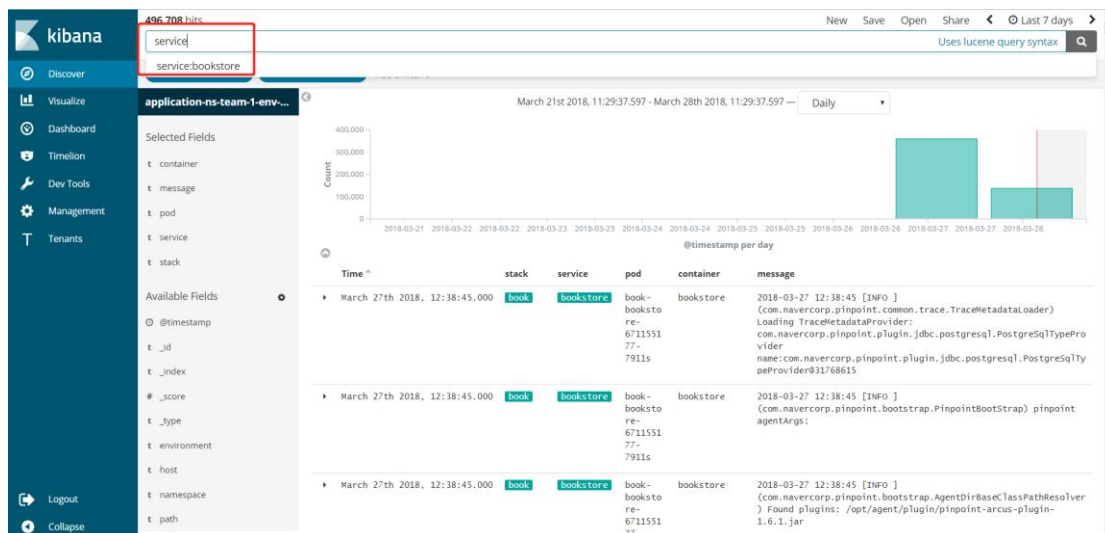 496,708 hits
New Save Open Share Last 7 days
kibana
service
Uses lucene query syntax
service:bookstore
Discover
Visualize
Dashboard
Timelion
Dev Tools
Management
Tenants
Logout
Collapse
application-ns-team-1-env-...
Selected Fields
t container
t message
t pod
t service
t stack
Available Fields
@timestamp
t _id
t _index
# _score
t _type
t environment
t host
t namespace
t path
March 21st 2018, 11:29:37.597 - March 28th 2018, 11:29:37.597 — Daily
Count
400,000
300,000
200,000
100,000
0
2018-03-21 2018-03-22 2018-03-22 2018-03-23 2018-03-23 2018-03-24 2018-03-24 2018-03-25 2018-03-25 2018-03-26 2018-03-26 2018-03-27 2018-03-27 2018-03-28
@timestamp per day
Time stack service pod container message
March 27th 2018, 12:38:45.000 book bookstore book- bookstore 2018-03-27 12:38:45 [INFO ]
booksto (com.navercorp.pinpoint.common.trace.TraceMetadataLoader)
re- Loading TraceMetadataProvider:
6711551 com.navercorp.pinpoint.plugin.jdbc.postgresql.PostgreSqlTypePro
77- vider
7911s name:com.navercorp.pinpoint.plugin.jdbc.postgresql.PostgreSqlTy
peProvider@31768615
March 27th 2018, 12:38:45.000 book bookstore book- bookstore 2018-03-27 12:38:45 [INFO ]
booksto (com.navercorp.pinpoint.bootstrap.PinpointBootStrap) pinpoint
re- agentArgs:
6711551
77-
7911s
March 27th 2018, 12:38:45.000 book bookstore book- bookstore 2018-03-27 12:38:45 [INFO ]
booksto (com.navercorp.pinpoint.bootstrap.AgentDirBaseClassPathResolver
re- ) Found plugins: /opt/agent/plugin/pinpoint-arcus-plugin-
6711551 1.6.1.jar
77-